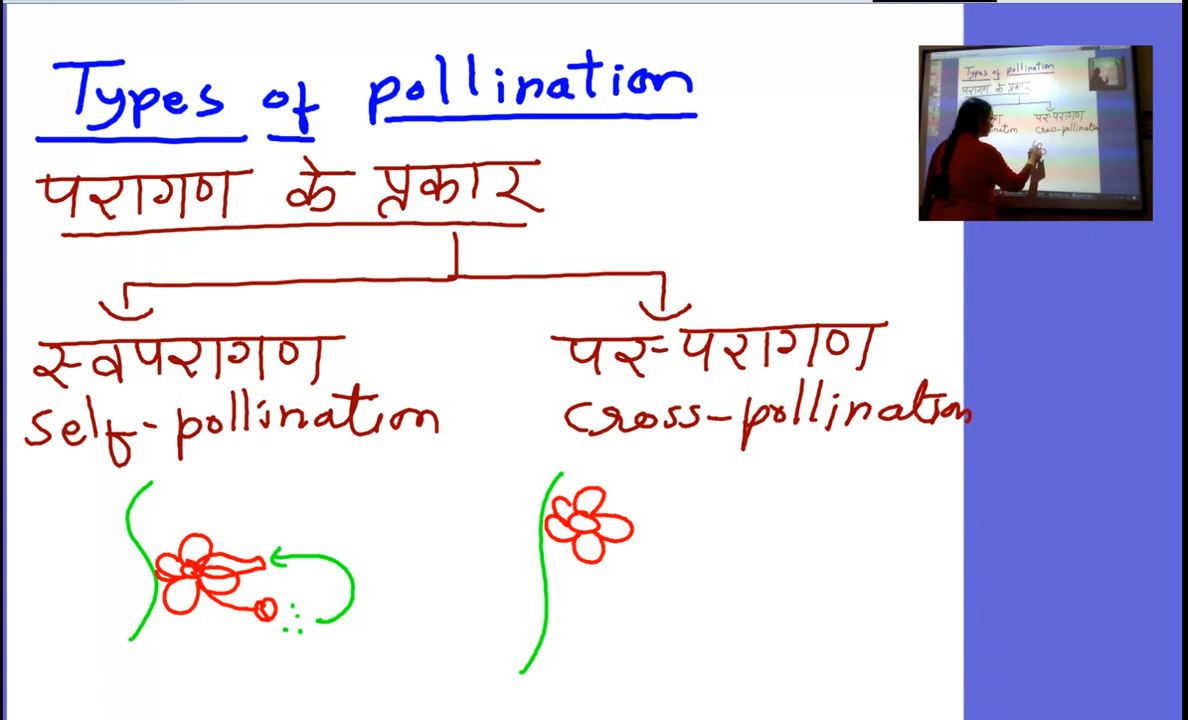 Types of pollination
परागण के प्रकार
स्वपरागण
पर-परागण
self-pollination
cross-pollination